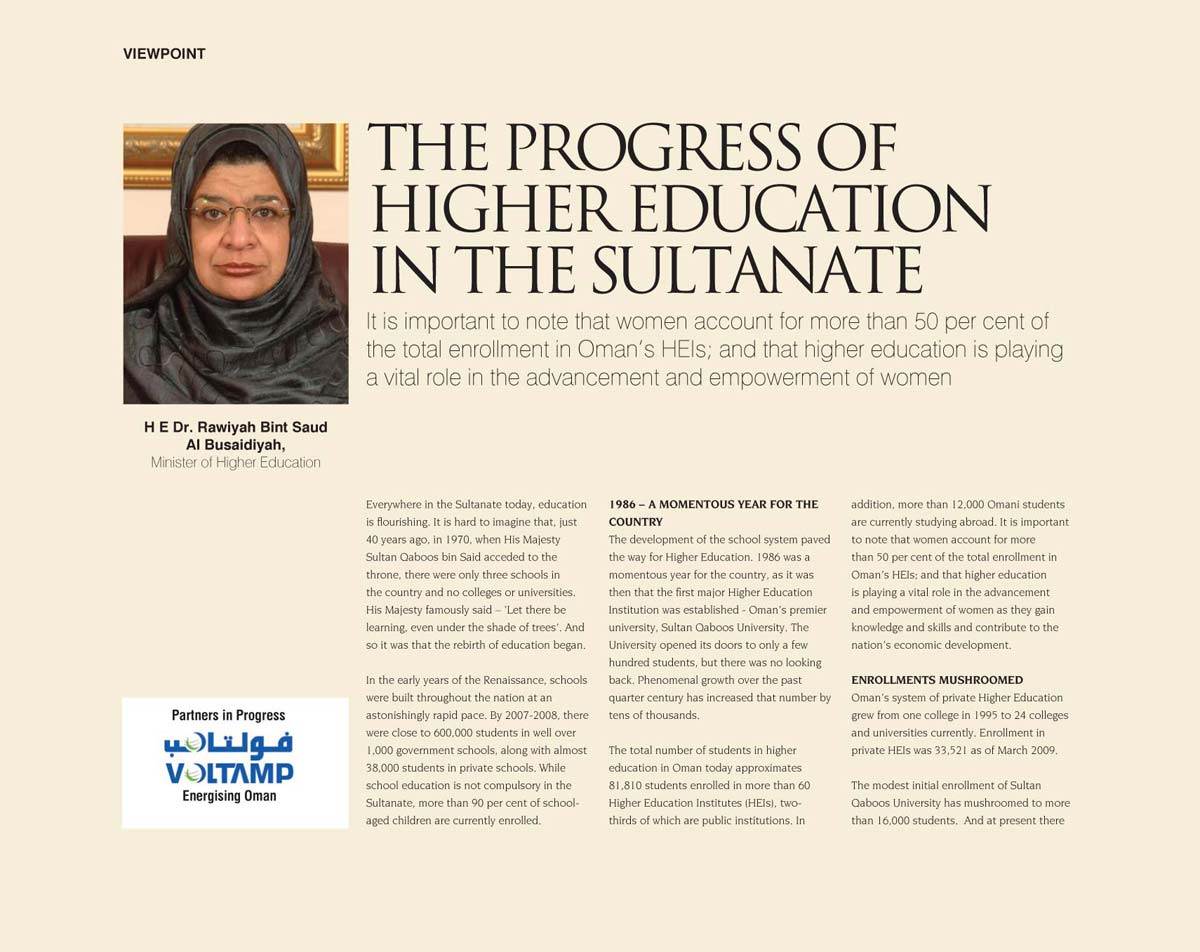 VIEWPOINT
THE PROGRESS OF
HIGHER EDUCATION
IN THE SULTANATE
It is important to note that women account for more than 50 per cent of
the total enrollment in Oman's HEIs; and that higher education is playing
a vital role in the advancement and empowerment of women
H E Dr. Rawiyah Bint Saud
Al Busaidiyah,
Minister of Higher Education
Everywhere in the Sultanate today, education
is flourishing. It is hard to imagine that, just
40 years ago, in 1970, when His Majesty
Sultan Qaboos bin Said acceded to the
throne, there were only three schools in
the country and no colleges or universities.
His Majesty famously said – 'Let there be
learning, even under the shade of trees'. And
so it was that the rebirth of education began.
In the early years of the Renaissance, schools
were built throughout the nation at an
astonishingly rapid pace. By 2007-2008, there
were close to 600,000 students in well over
1,000 government schools, along with almost
38,000 students in private schools. While
school education is not compulsory in the
Sultanate, more than 90 per cent of school-
aged children are currently enrolled.
1986 – A MOMENTOUS YEAR FOR THE
COUNTRY
The development of the school system paved
the way for Higher Education. 1986 was a
momentous year for the country, as it was
then that the first major Higher Education
Institution was established - Oman's premier
university, Sultan Qaboos University. The
University opened its doors to only a few
hundred students, but there was no looking
back. Phenomenal growth over the past
quarter century has increased that number by
tens of thousands.
The total number of students in higher
education in Oman today approximates
81,810 students enrolled in more than 60
Higher Education Institutes (HEIs), two-
thirds of which are public institutions. In
addition, more than 12,000 Omani students
are currently studying abroad. It is important
to note that women account for more
than 50 per cent of the total enrollment in
Oman's HEIs; and that higher education
is playing a vital role in the advancement
and empowerment of women as they gain
knowledge and skills and contribute to the
nation's economic development.
ENROLLMENTS MUSHROOMED
Oman's system of private Higher Education
grew from one college in 1995 to 24 colleges
and universities currently. Enrollment in
private HEIs was 33,521 as of March 2009.
The modest initial enrollment of Sultan
Qaboos University has mushroomed to more
than 16,000 students. And at present there
Partners in Progress
فولتامب
VOLTAMP
Energising Oman